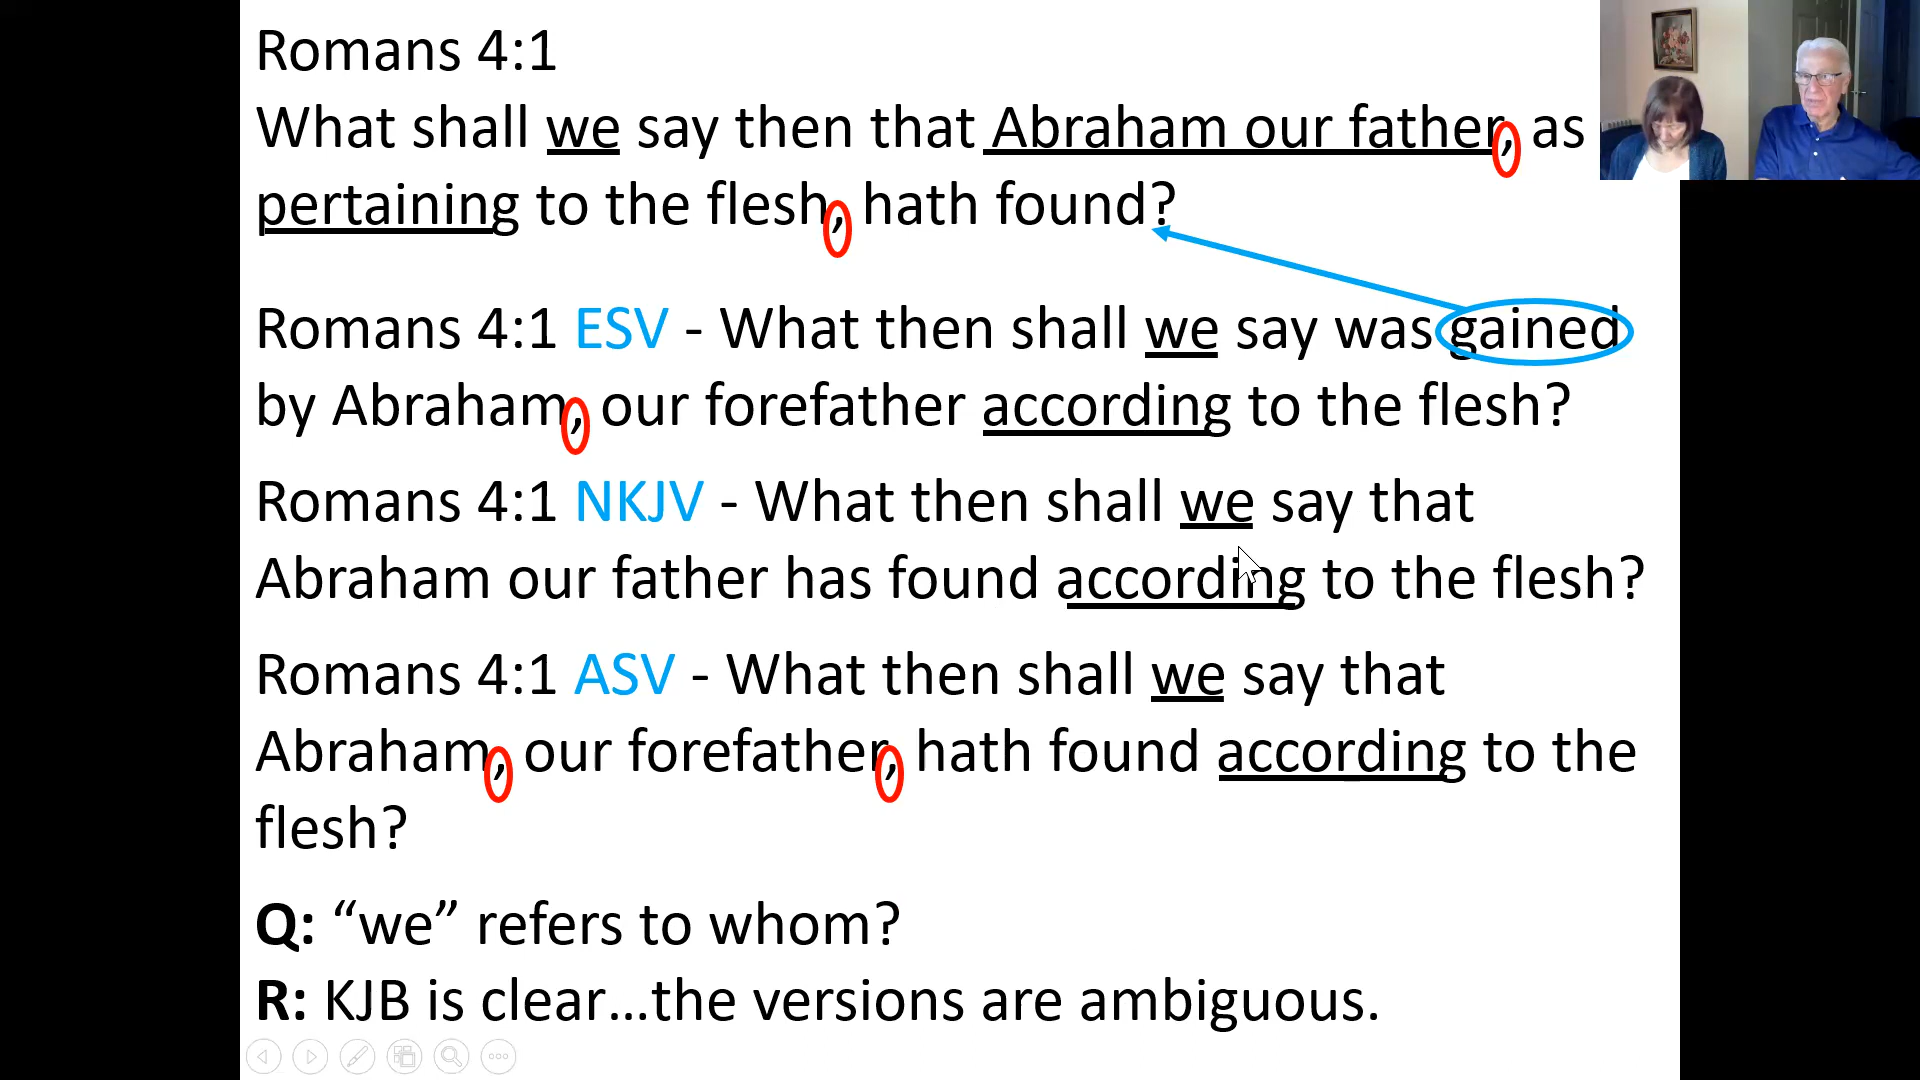 Romans 4:1
What shall we say then that Abraham our father, as
pertaining to the flesh, hath found?
Romans 4:1 ESV - What then shall we say was gained
by Abraham, our forefather according to the flesh?
Romans 4:1 NKJV - What then shall we say that
Abraham our father has found according to the flesh?
Romans 4:1 ASV - What then shall we say that
Abraham, our forefather, hath found according to the
flesh?
Q: “we” refers to whom?
R: KJB is clear...the versions are ambiguous.